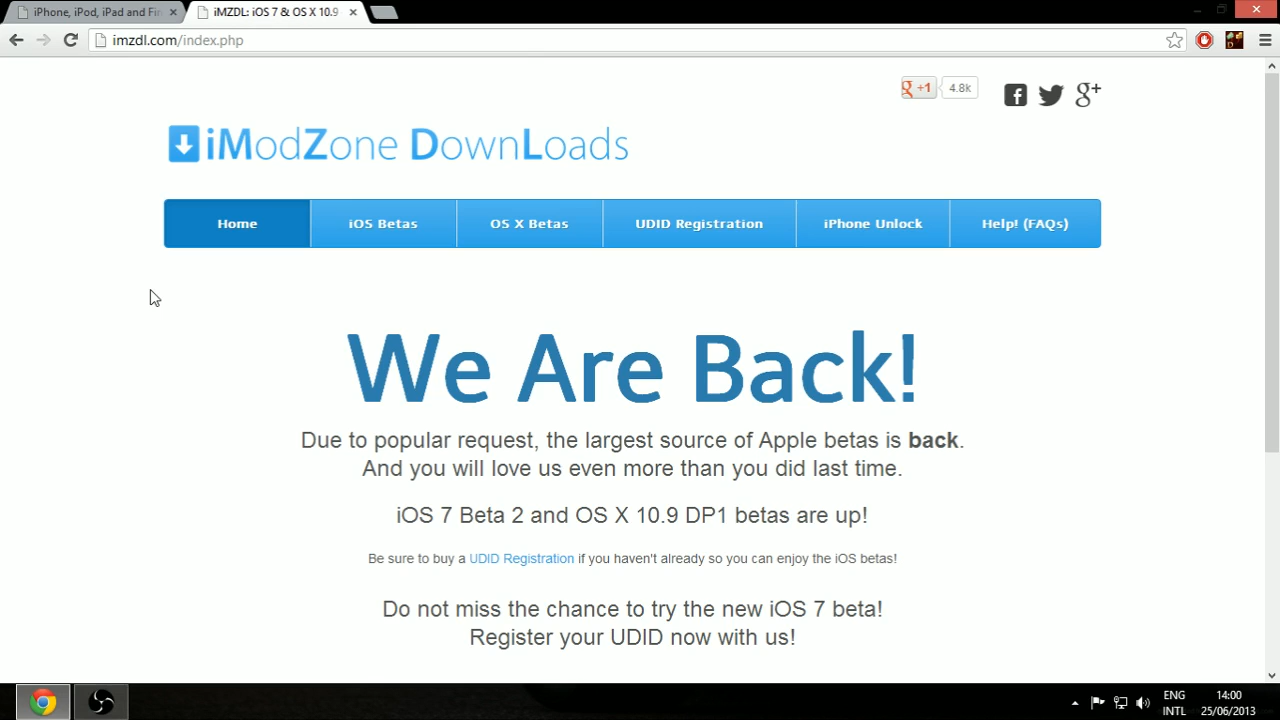 iPhone, iPod, iPad and Fir
iMZDL: iOS 7 & OS X 10.9
imzdl.com/index.php
g +1 4.8k
g+
iModZone DownLoads
Home iOS Betas OS X Betas UDID Registration iPhone Unlock Help! (FAQs)
We Are Back!
Due to popular request, the largest source of Apple betas is back.
And you will love us even more than you did last time.
iOS 7 Beta 2 and OS X 10.9 DP1 betas are up!
Be sure to buy a UDID Registration if you haven't already so you can enjoy the iOS betas!
Do not miss the chance to try the new iOS 7 beta!
Register your UDID now with us!
ENG 14:00
INTL 25/06/2013